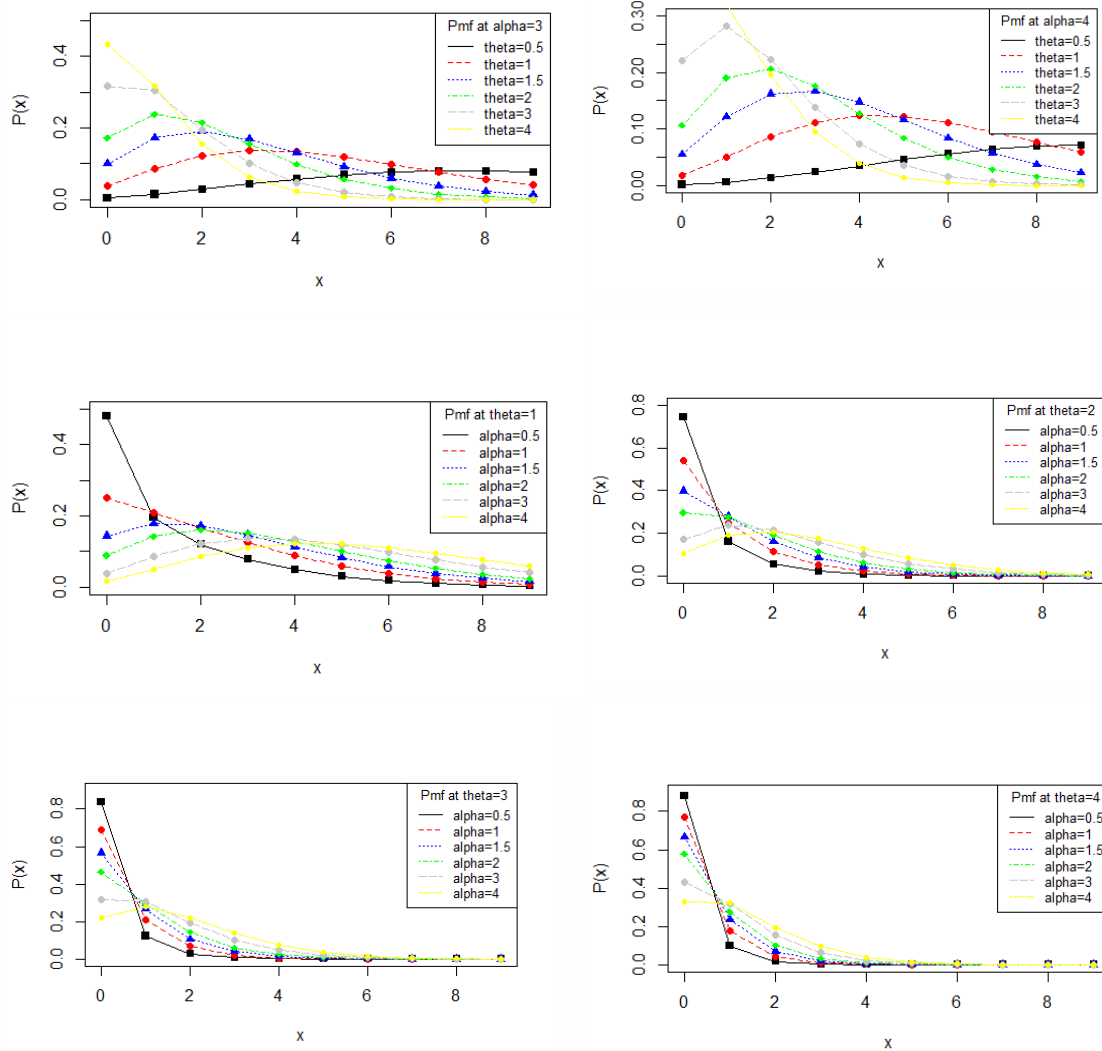 Pmf at alpha=3
theta=0.5
theta=1
theta=1.5
theta=2
theta=3
theta=4
P(x)
0.0 0.2 0.4
0 2 4 6 8
x
Pmf at alpha=4
theta=0.5
theta=1
theta=1.5
theta=2
theta=3
theta=4
P(x)
0.00 0.10 0.20 0.30
0 2 4 6 8
x
Pmf at theta=1
alpha=0.5
alpha=1
alpha=1.5
alpha=2
alpha=3
alpha=4
P(x)
0.0 0.2 0.4
0 2 4 6 8
x
Pmf at theta=2
alpha=0.5
alpha=1
alpha=1.5
alpha=2
alpha=3
alpha=4
P(x)
0.0 0.2 0.4 0.6 0.8
0 2 4 6 8
x
Pmf at theta=3
alpha=0.5
alpha=1
alpha=1.5
alpha=2
alpha=3
alpha=4
P(x)
0.0 0.2 0.4 0.6 0.8
0 2 4 6 8
x
Pmf at theta=4
alpha=0.5
alpha=1
alpha=1.5
alpha=2
alpha=3
alpha=4
P(x)
0.0 0.2 0.4 0.6 0.8
0 2 4 6 8
x